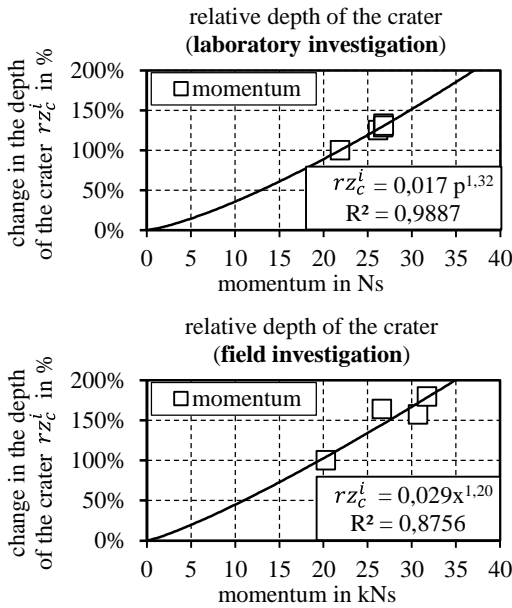 relative depth of the crater
(laboratory investigation)
change in the depth
of the crater rz_c^i in %
200%
150%
100%
50%
0%
momentum
rz_c^i = 0,017 p^1,32
R² = 0,9887
0 5 10 15 20 25 30 35 40
momentum in Ns
relative depth of the crater
(field investigation)
change in the depth
of the crater rz_c^i in %
200%
150%
100%
50%
0%
momentum
rz_c^i = 0,029x^1,20
R² = 0,8756
0 5 10 15 20 25 30 35 40
momentum in kNs